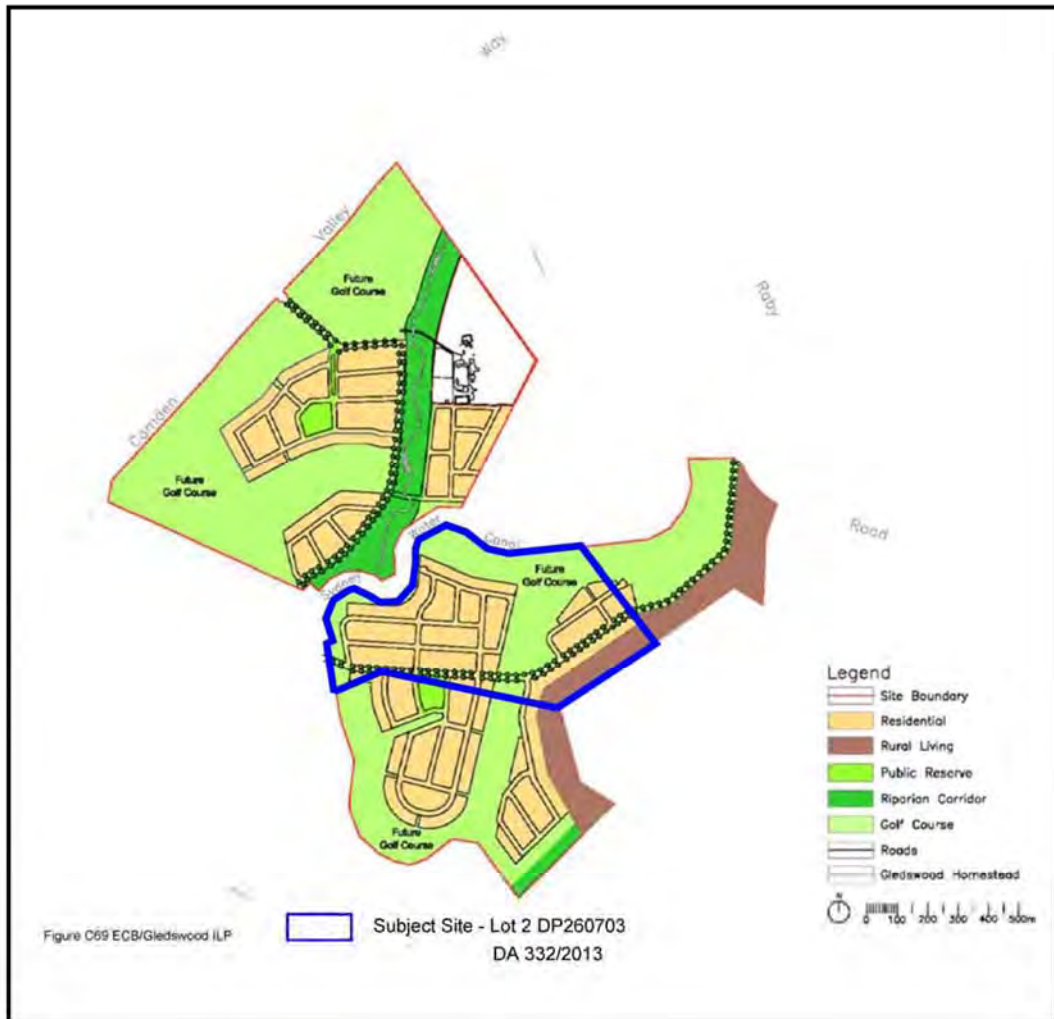 Way
Valley
Camden
Raby
Road
Future
Golf Course
Future
Golf Course
Water
Canal
Sydney
Future
Golf Course
Future
Golf Course
Legend
Site Boundary
Residential
Rural Living
Public Reserve
Riparian Corridor
Golf Course
Roads
Gledswood Homestead
N
0 100 200 300 400 500m
Figure C69 ECB/Gledswood ILP
Subject Site - Lot 2 DP260703
DA 332/2013